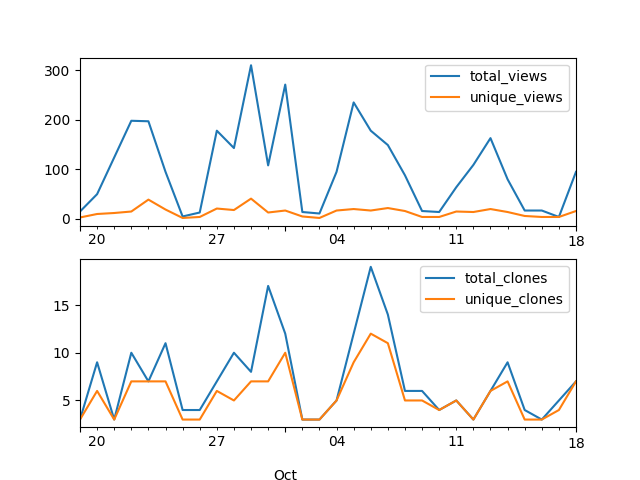 300
200
100
0
total_views
unique_views
20 27 04 11 18
15
10
5
total_clones
unique_clones
20 27 04 11 18
Oct